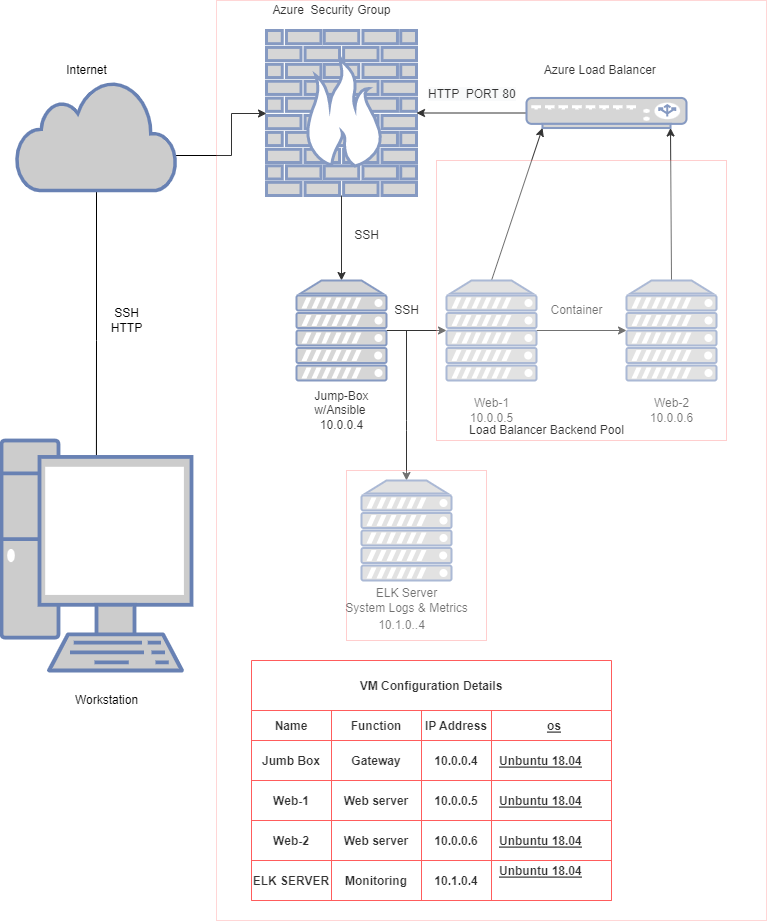 Azure  Security Group
Internet
Azure Load Balancer
HTTP  PORT 80
SSH
SSH
HTTP
SSH
Container
Jump-Box
w/Ansible
10.0.0.4
Web-1
10.0.0.5
Web-2
10.0.0.6
Load Balancer Backend Pool
ELK Server
System Logs & Metrics
10.1.0..4
Workstation
VM Configuration Details
Name Function IP Address os
Jumb Box Gateway 10.0.0.4 Unbuntu 18.04
Web-1 Web server 10.0.0.5 Unbuntu 18.04
Web-2 Web server 10.0.0.6 Unbuntu 18.04
ELK SERVER Monitoring 10.1.0.4 Unbuntu 18.04